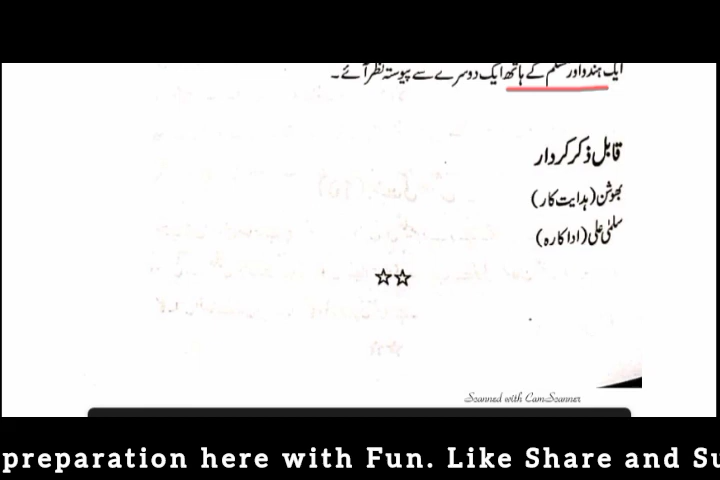 ایک ہندو اور مسلم کے ہاتھ ایک دوسرے سے پیوستہ نظر آئے ۔
قابل ذکر کردار
بھوشن (ہدایت کار)
سلمیٰ علی (اداکارہ)
☆☆
Scanned with CamScanner
preparation here with Fun. Like Share and Su